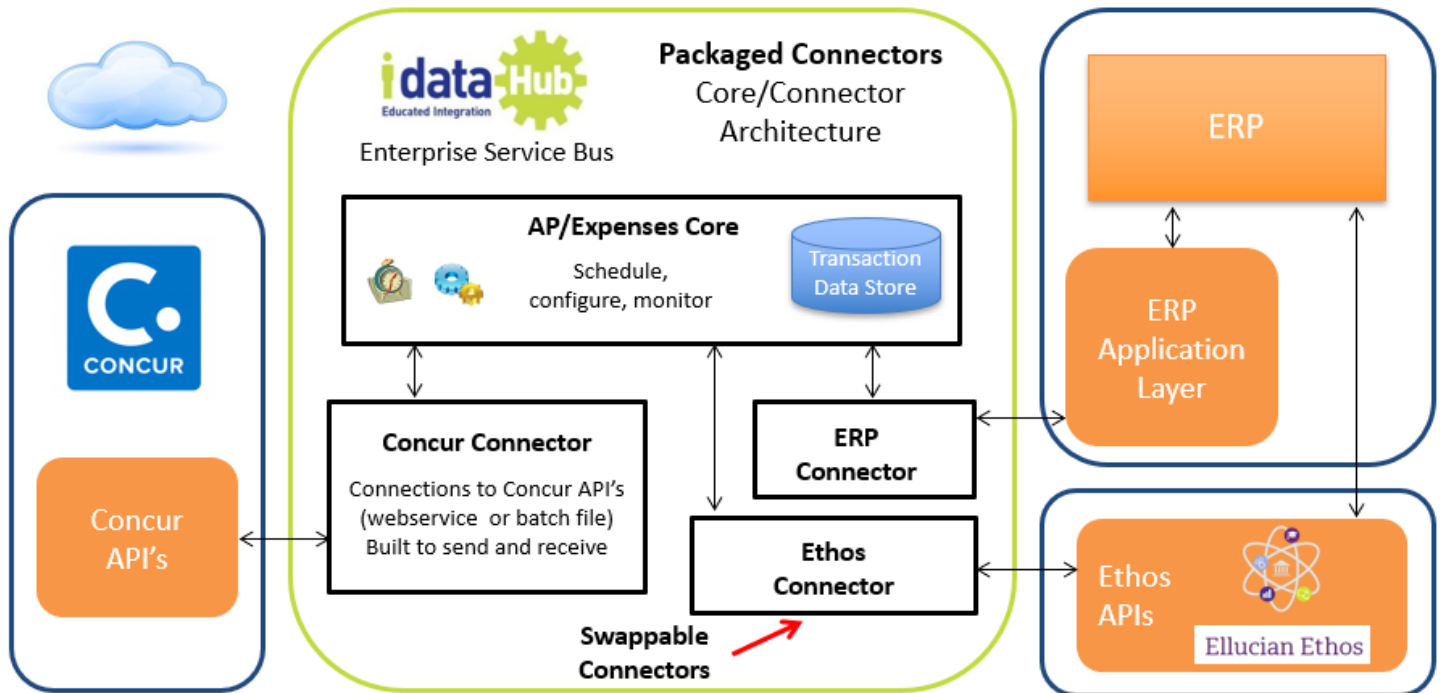 idata Hub
Educated Integration
Enterprise Service Bus
Packaged Connectors
Core/Connector
Architecture
AP/Expenses Core
Schedule,
configure, monitor
Transaction
Data Store
CONCUR
Concur
API's
Concur Connector
Connections to Concur API's
(webservice or batch file)
Built to send and receive
ERP
Connector
Ethos
Connector
Swappable
Connectors
ERP
ERP
Application
Layer
Ethos
APIs
Ellucian Ethos